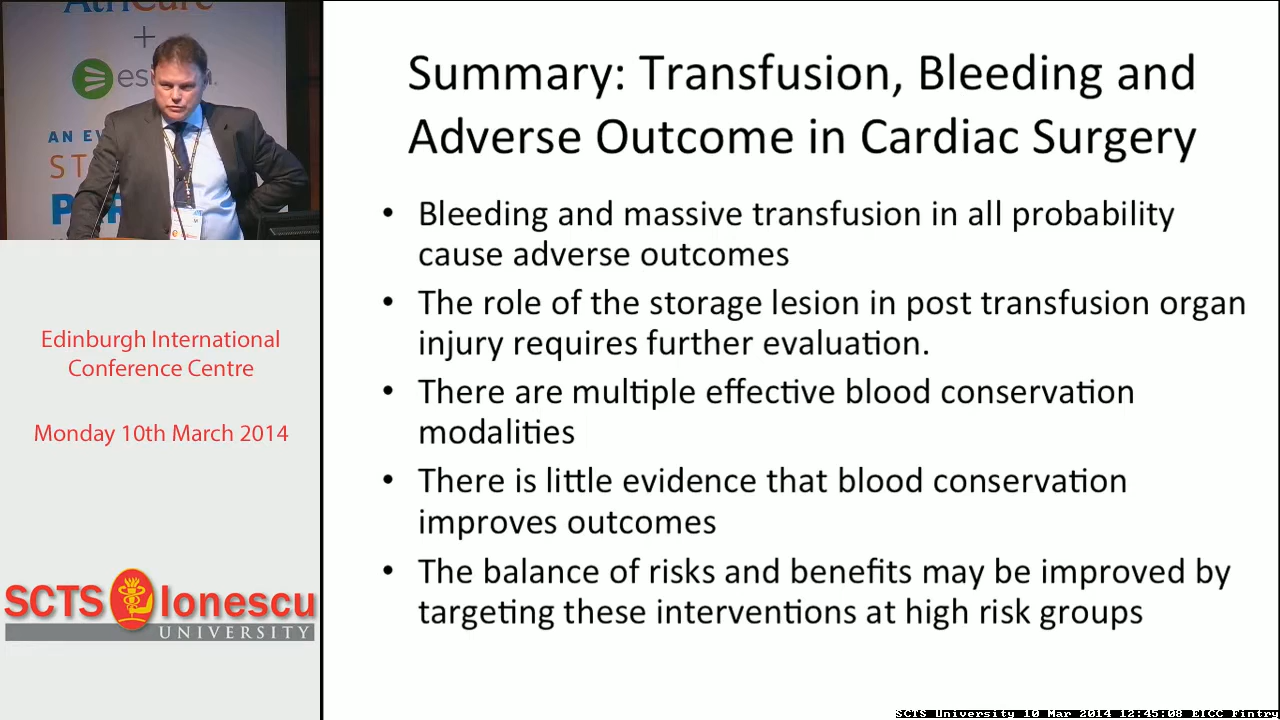 +
AN EV
ST
P
Edinburgh International
Conference Centre
Monday 10th March 2014
SCTS Ionescu
UNIVERSITY
Summary: Transfusion, Bleeding and
Adverse Outcome in Cardiac Surgery
• Bleeding and massive transfusion in all probability
cause adverse outcomes
• The role of the storage lesion in post transfusion organ
injury requires further evaluation.
• There are multiple effective blood conservation
modalities
• There is little evidence that blood conservation
improves outcomes
• The balance of risks and benefits may be improved by
targeting these interventions at high risk groups
SCTS University 10 Mar 2014 12:45:08 EICC Fintry